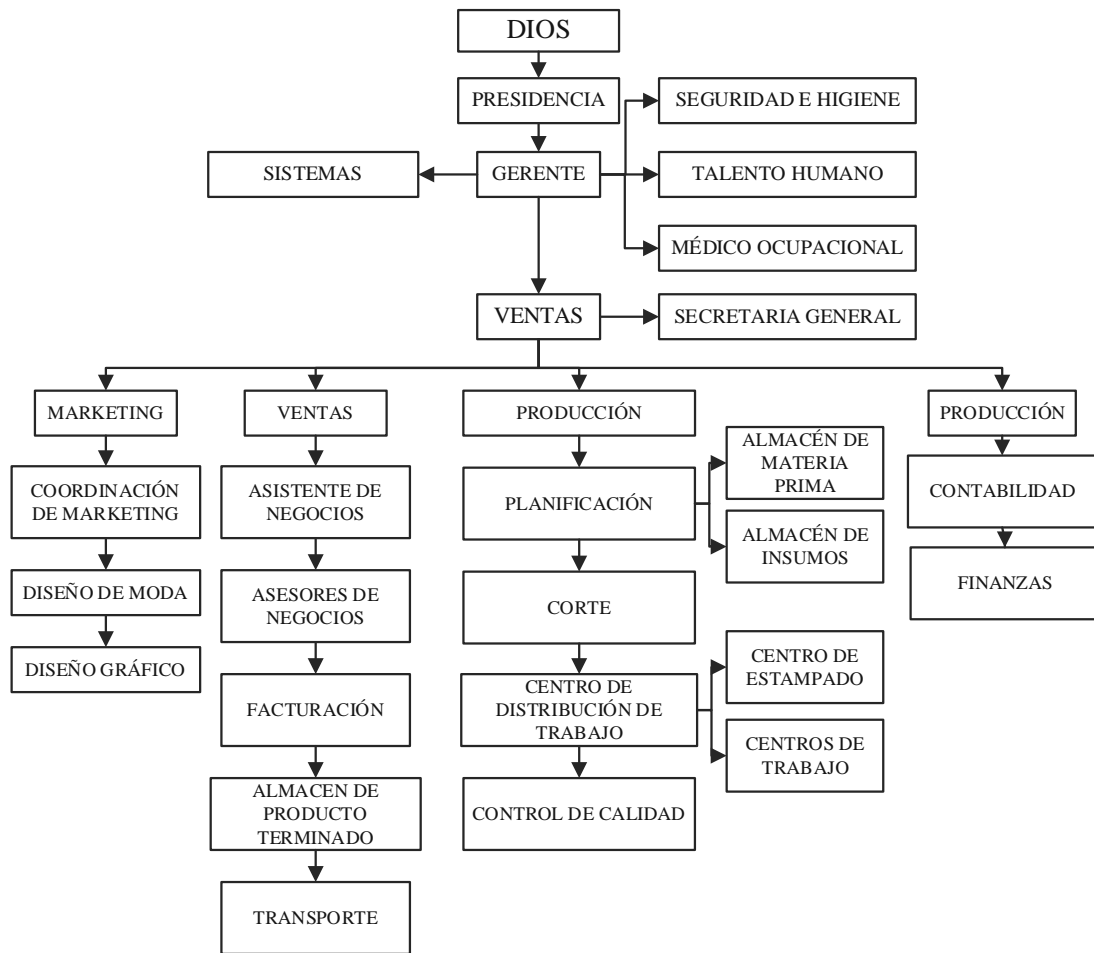 DIOS
PRESIDENCIA
SEGURIDAD E HIGIENE
SISTEMAS
GERENTE
TALENTO HUMANO
MÉDICO OCUPACIONAL
VENTAS
SECRETARIA GENERAL
MARKETING
VENTAS
PRODUCCIÓN
PRODUCCIÓN
COORDINACIÓN
DE MARKETING
ASISTENTE DE
NEGOCIOS
PLANIFICACIÓN
ALMACÉN DE
MATERIA
PRIMA
CONTABILIDAD
ALMACÉN DE
INSUMOS
DISEÑO DE MODA
ASESORES DE
NEGOCIOS
CORTE
FINANZAS
DISEÑO GRÁFICO
FACTURACIÓN
CENTRO DE
DISTRIBUCIÓN DE
TRABAJO
CENTRO DE
ESTAMPADO
CENTROS DE
TRABAJO
ALMACEN DE
PRODUCTO
TERMINADO
CONTROL DE CALIDAD
TRANSPORTE